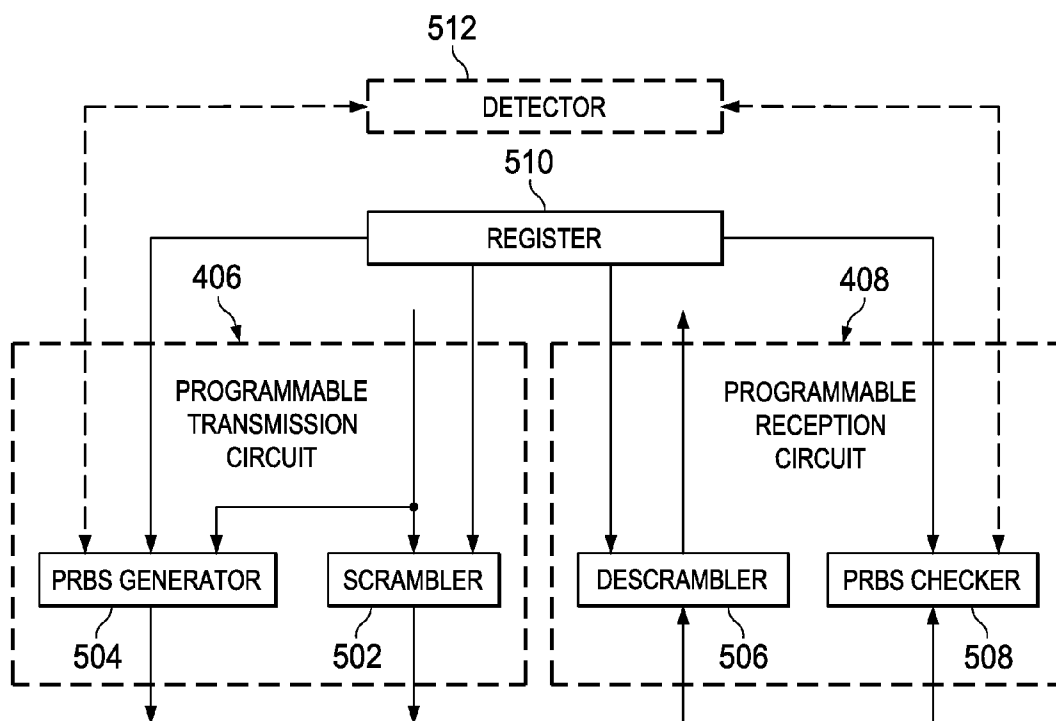 512
DETECTOR
510
REGISTER
406
408
PROGRAMMABLE
TRANSMISSION
CIRCUIT
PROGRAMMABLE
RECEPTION
CIRCUIT
PRBS GENERATOR
SCRAMBLER
DESCRAMBLER
PRBS CHECKER
504
502
506
508